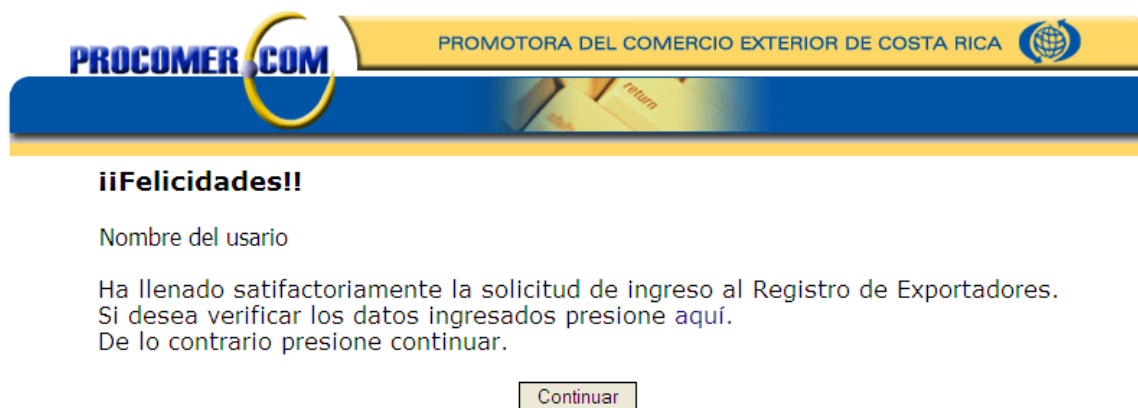 PROCOMER.COM
PROMOTORA DEL COMERCIO EXTERIOR DE COSTA RICA
return
shift
¡¡Felicidades!!
Nombre del usario
Ha llenado satifactoriamente la solicitud de ingreso al Registro de Exportadores.
Si desea verificar los datos ingresados presione aquí.
De lo contrario presione continuar.
Continuar